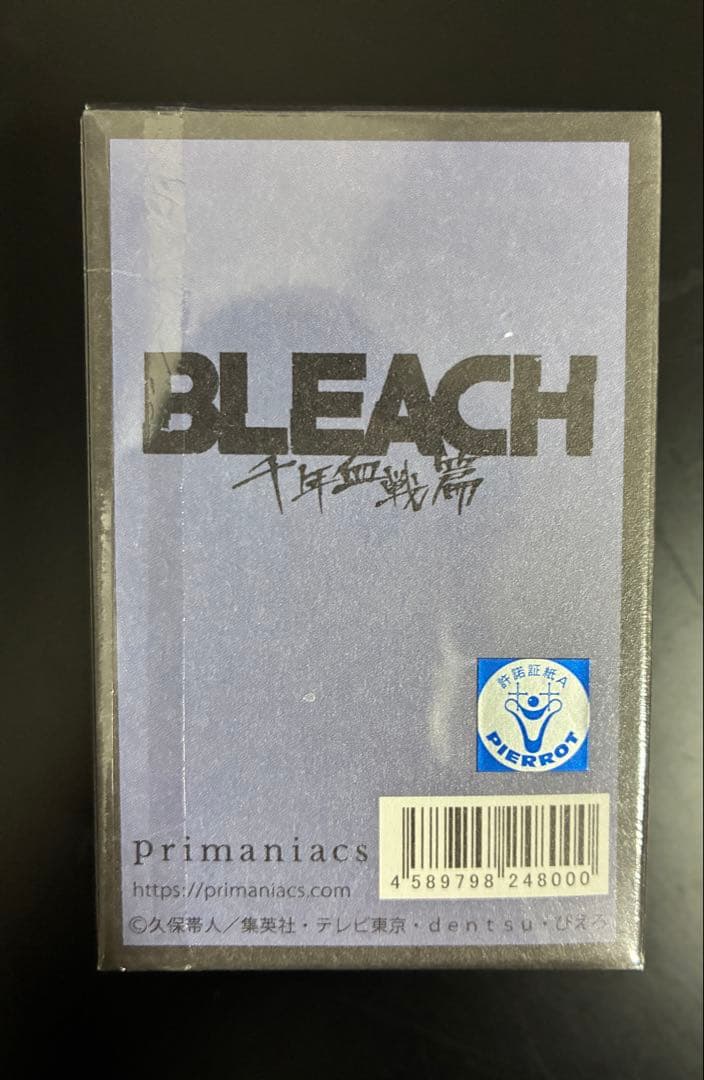 BLEACH
千年血戦篇
許諾証紙A
PIERROT
primaniacs
4 589798 248000
https://primaniacs.com
©久保帯人／集英社・テレビ東京・dentsu・ぴえろ